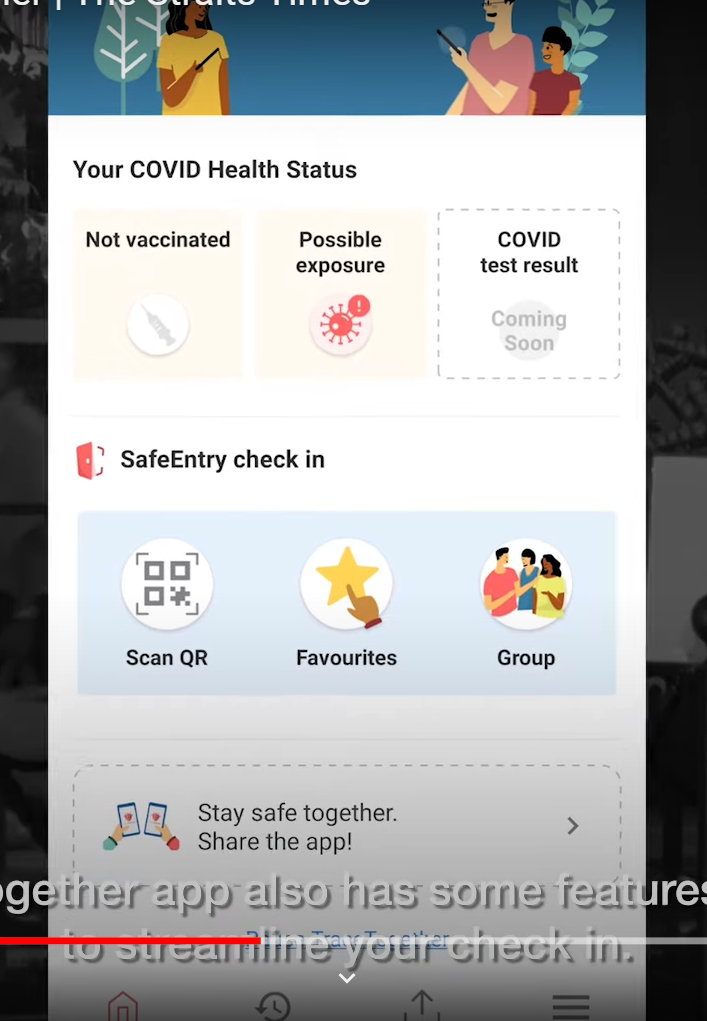 | The Straits Times
Your COVID Health Status
Not vaccinated
Possible
exposure
COVID
test result
Coming
Soon
SafeEntry check in
Scan QR
Favourites
Group
Stay safe together.
Share the app!
ogether app also has some features
Pause TraceTogether
to streamline your check in.